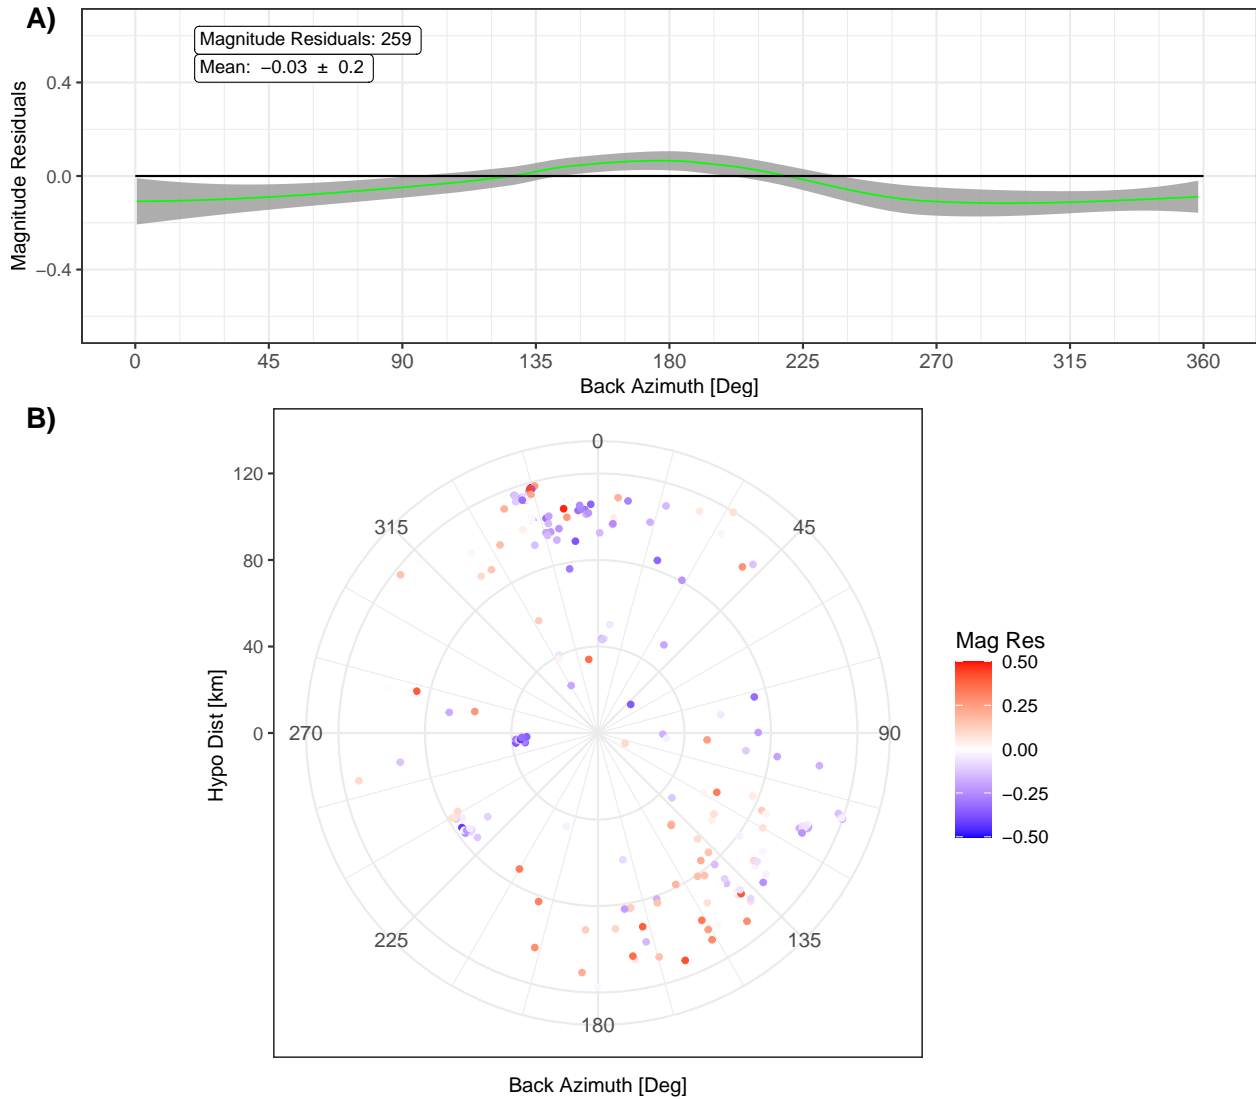 A)
Magnitude Residuals: 259
Mean: −0.03 ± 0.2
Magnitude Residuals
0.4
0.0
−0.4
0 45 90 135 180 225 270 315 360
Back Azimuth [Deg]
B)
Hypo Dist [km]
120
80
40
0
0
45
90
135
180
225
270
315
Back Azimuth [Deg]
Mag Res
0.50
0.25
0.00
−0.25
−0.50